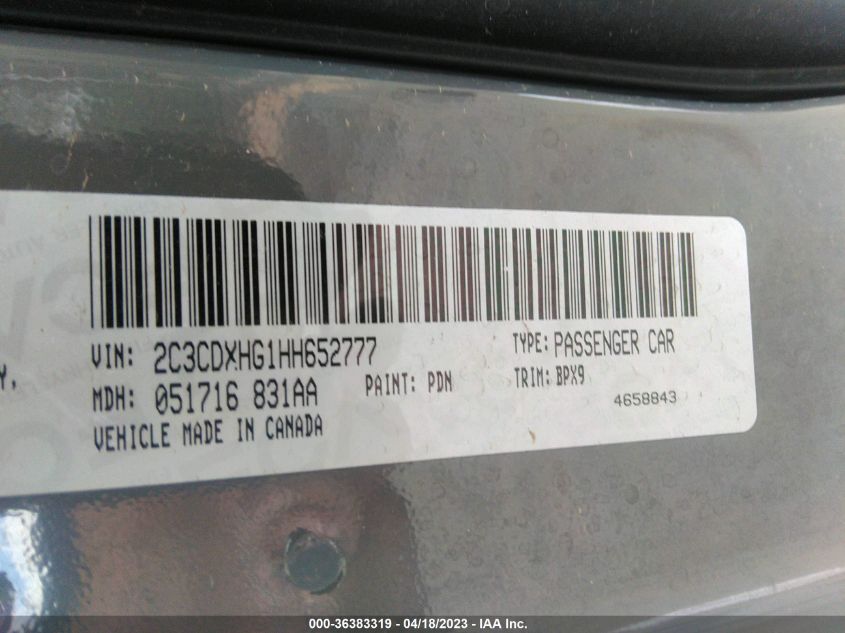 VIN: 2C3CDXHG1HH652777 TYPE: PASSENGER CAR
MDH: 051716 831AA PAINT: PDN TRIM: BPX9
VEHICLE MADE IN CANADA 4658843
000-36383319 - 04/18/2023 - IAA Inc.